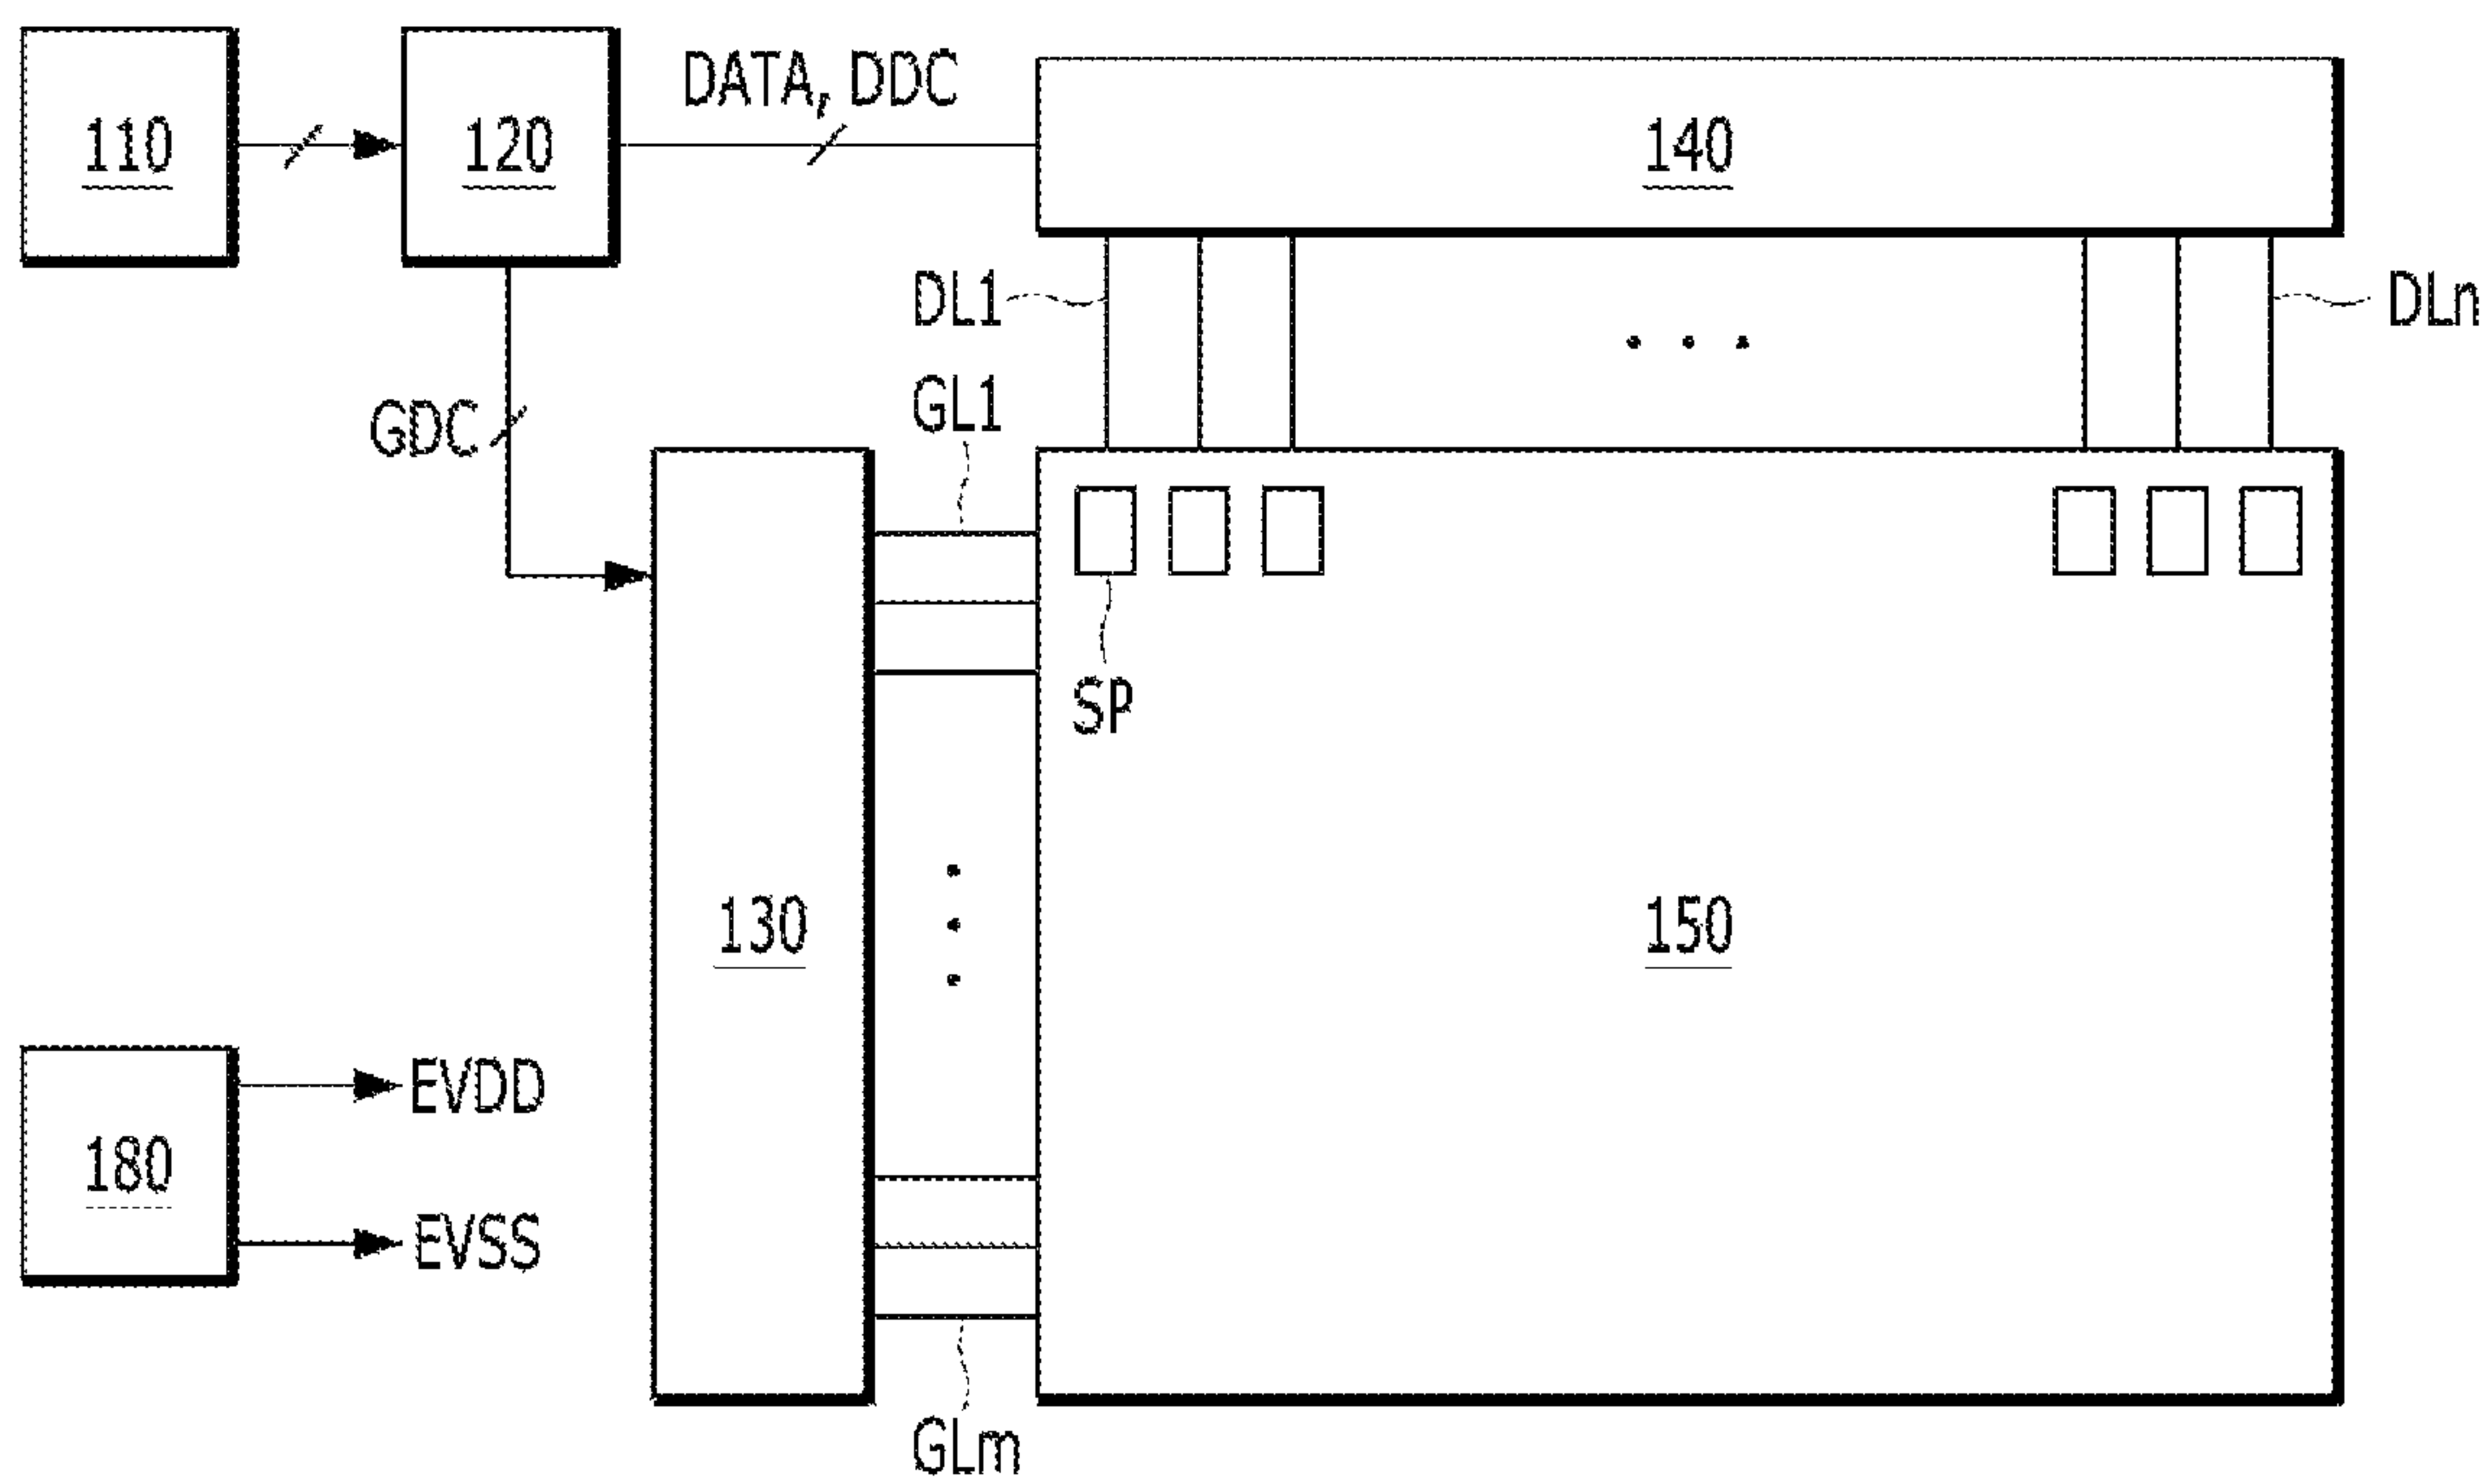 110
120
DATA, DDC
140
DL1
DLn
GL1
GDC
SP
130
150
EVDD
180
EVSS
GLm